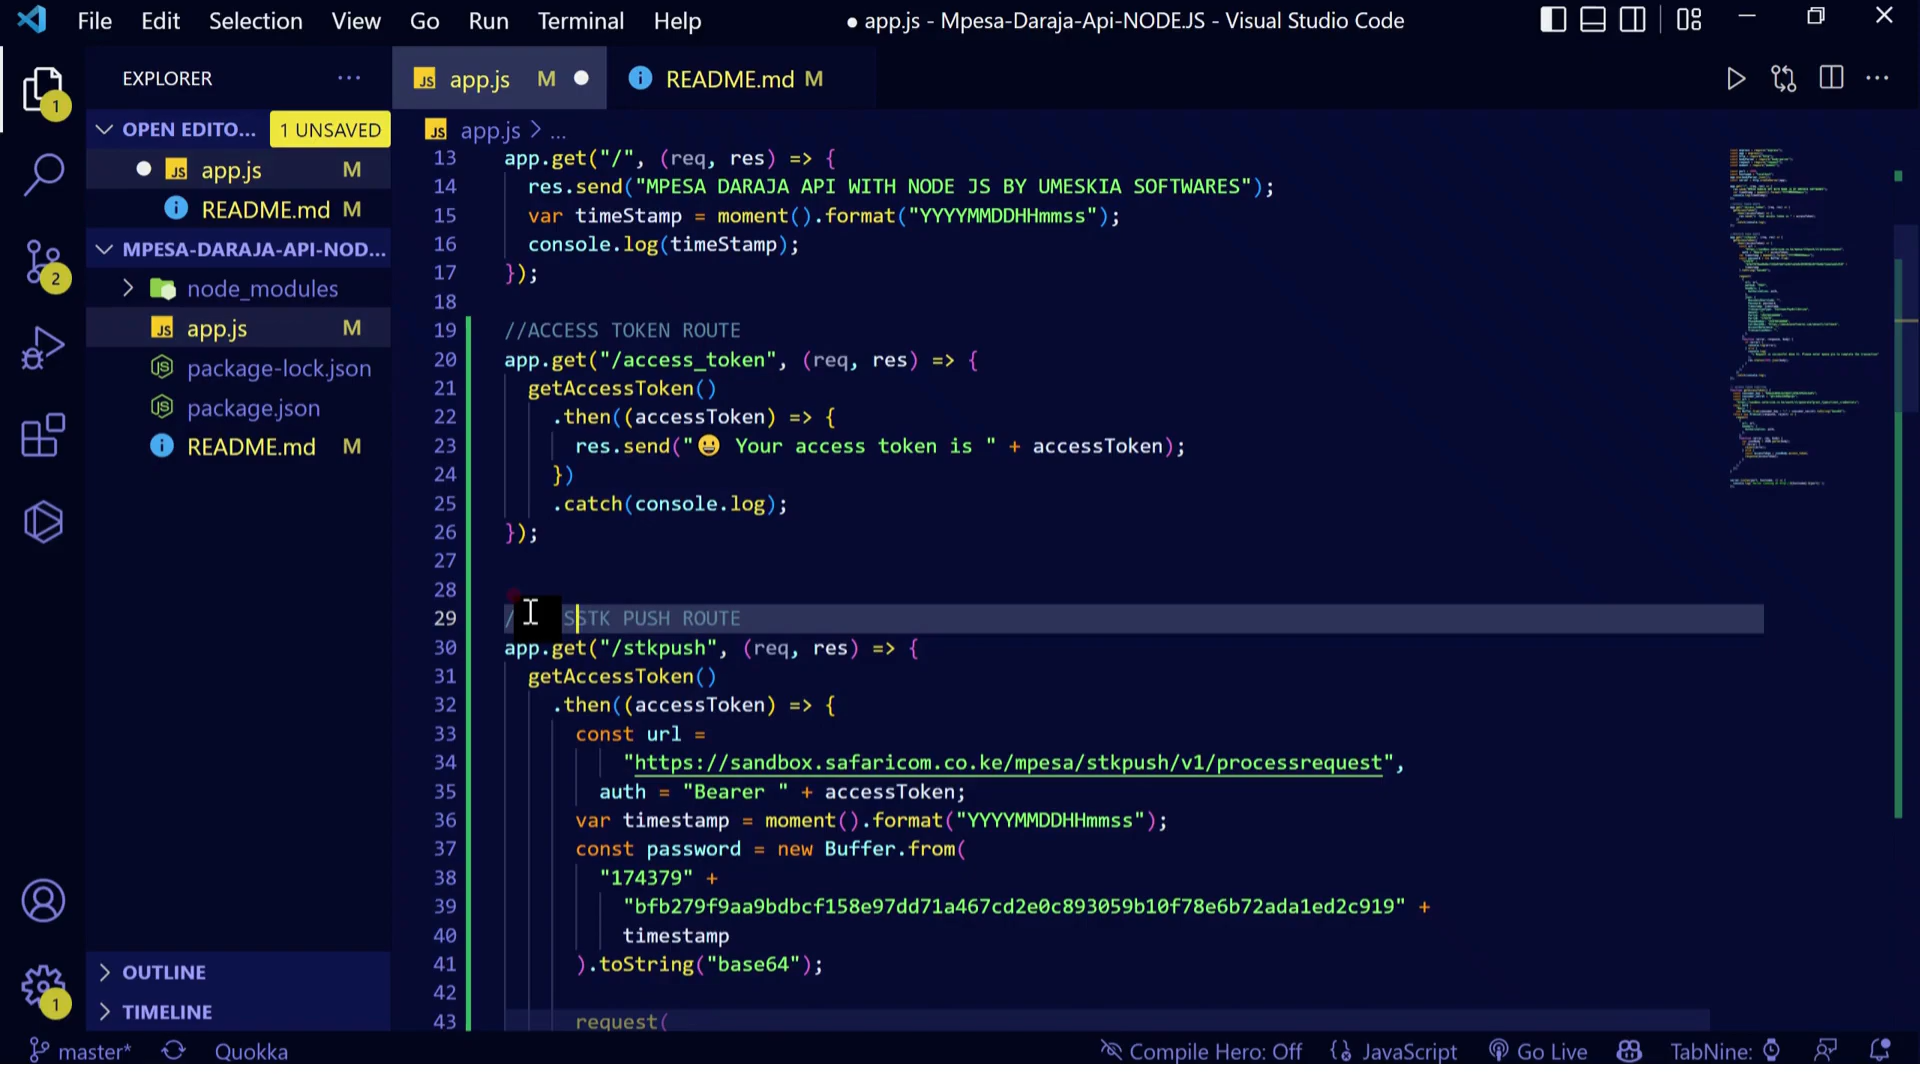 File Edit Selection View Go Run Terminal Help
● app.js - Mpesa-Daraja-Api-NODE.JS - Visual Studio Code
EXPLORER ...
OPEN EDITO... 1 UNSAVED
app.js M
README.md M
MPESA-DARAJA-API-NOD...
node_modules
app.js M
package-lock.json
package.json
README.md M
OUTLINE
TIMELINE
1
2
1
JS app.js M ●
README.md M
JS app.js > ...
13 app.get("/", (req, res) => {
14 res.send("MPESA DARAJA API WITH NODE JS BY UMESKIA SOFTWARES");
15 var timeStamp = moment().format("YYYYMMDDHHmmss");
16 console.log(timeStamp);
17 });
18
19 //ACCESS TOKEN ROUTE
20 app.get("/access_token", (req, res) => {
21 getAccessToken()
22 .then((accessToken) => {
23 res.send("😀 Your access token is " + accessToken);
24 })
25 .catch(console.log);
26 });
27
28
29 / SSTK PUSH ROUTE
30 app.get("/stkpush", (req, res) => {
31 getAccessToken()
32 .then((accessToken) => {
33 const url =
34 "https://sandbox.safaricom.co.ke/mpesa/stkpush/v1/processrequest",
35 auth = "Bearer " + accessToken;
36 var timestamp = moment().format("YYYYMMDDHHmmss");
37 const password = new Buffer.from(
38 "174379" +
39 "bfb279f9aa9bdbcf158e97dd71a467cd2e0c893059b10f78e6b72ada1ed2c919" +
40 timestamp
41 ).toString("base64");
42
43 request(
master* Quokka Compile Hero: Off JavaScript Go Live TabNine: